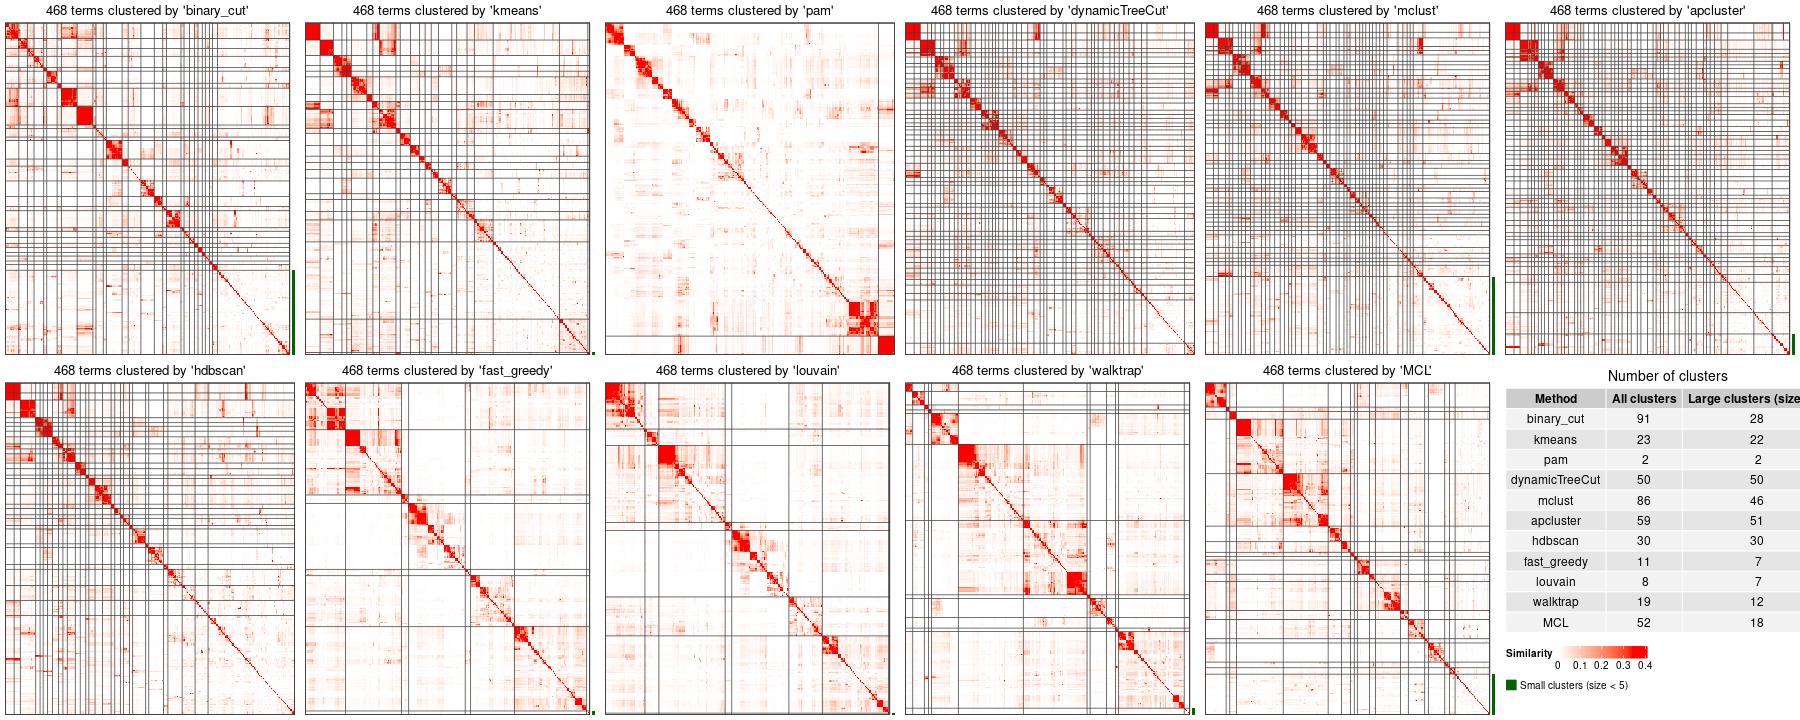 468 terms clustered by 'binary_cut'
468 terms clustered by 'kmeans'
468 terms clustered by 'pam'
468 terms clustered by 'dynamicTreeCut'
468 terms clustered by 'mclust'
468 terms clustered by 'apcluster'
468 terms clustered by 'hdbscan'
468 terms clustered by 'fast_greedy'
468 terms clustered by 'louvain'
468 terms clustered by 'walktrap'
468 terms clustered by 'MCL'
Number of clusters
Method All clusters Large clusters (size
binary_cut 91 28
kmeans 23 22
pam 2 2
dynamicTreeCut 50 50
mclust 86 46
apcluster 59 51
hdbscan 30 30
fast_greedy 11 7
louvain 8 7
walktrap 19 12
MCL 52 18
Similarity
0 0.1 0.2 0.3 0.4
Small clusters (size < 5)